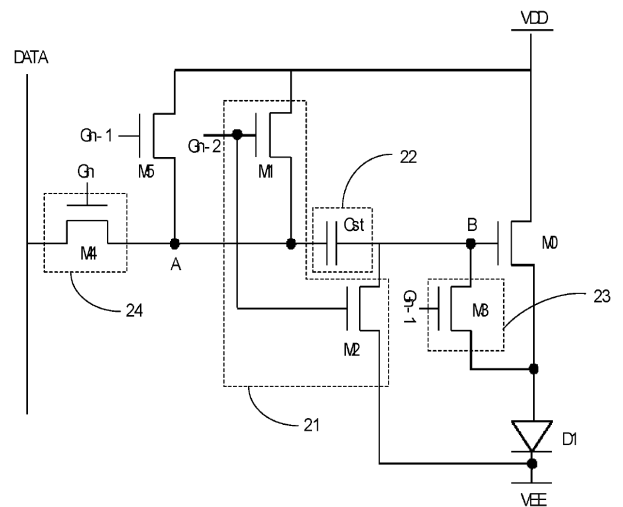 VDD
DATA
Gn-1
M5
Gn-2
M1
22
Gn
Cst
B
M0
M4
A
24
Gn-1
M3
23
M2
21
D1
VEE